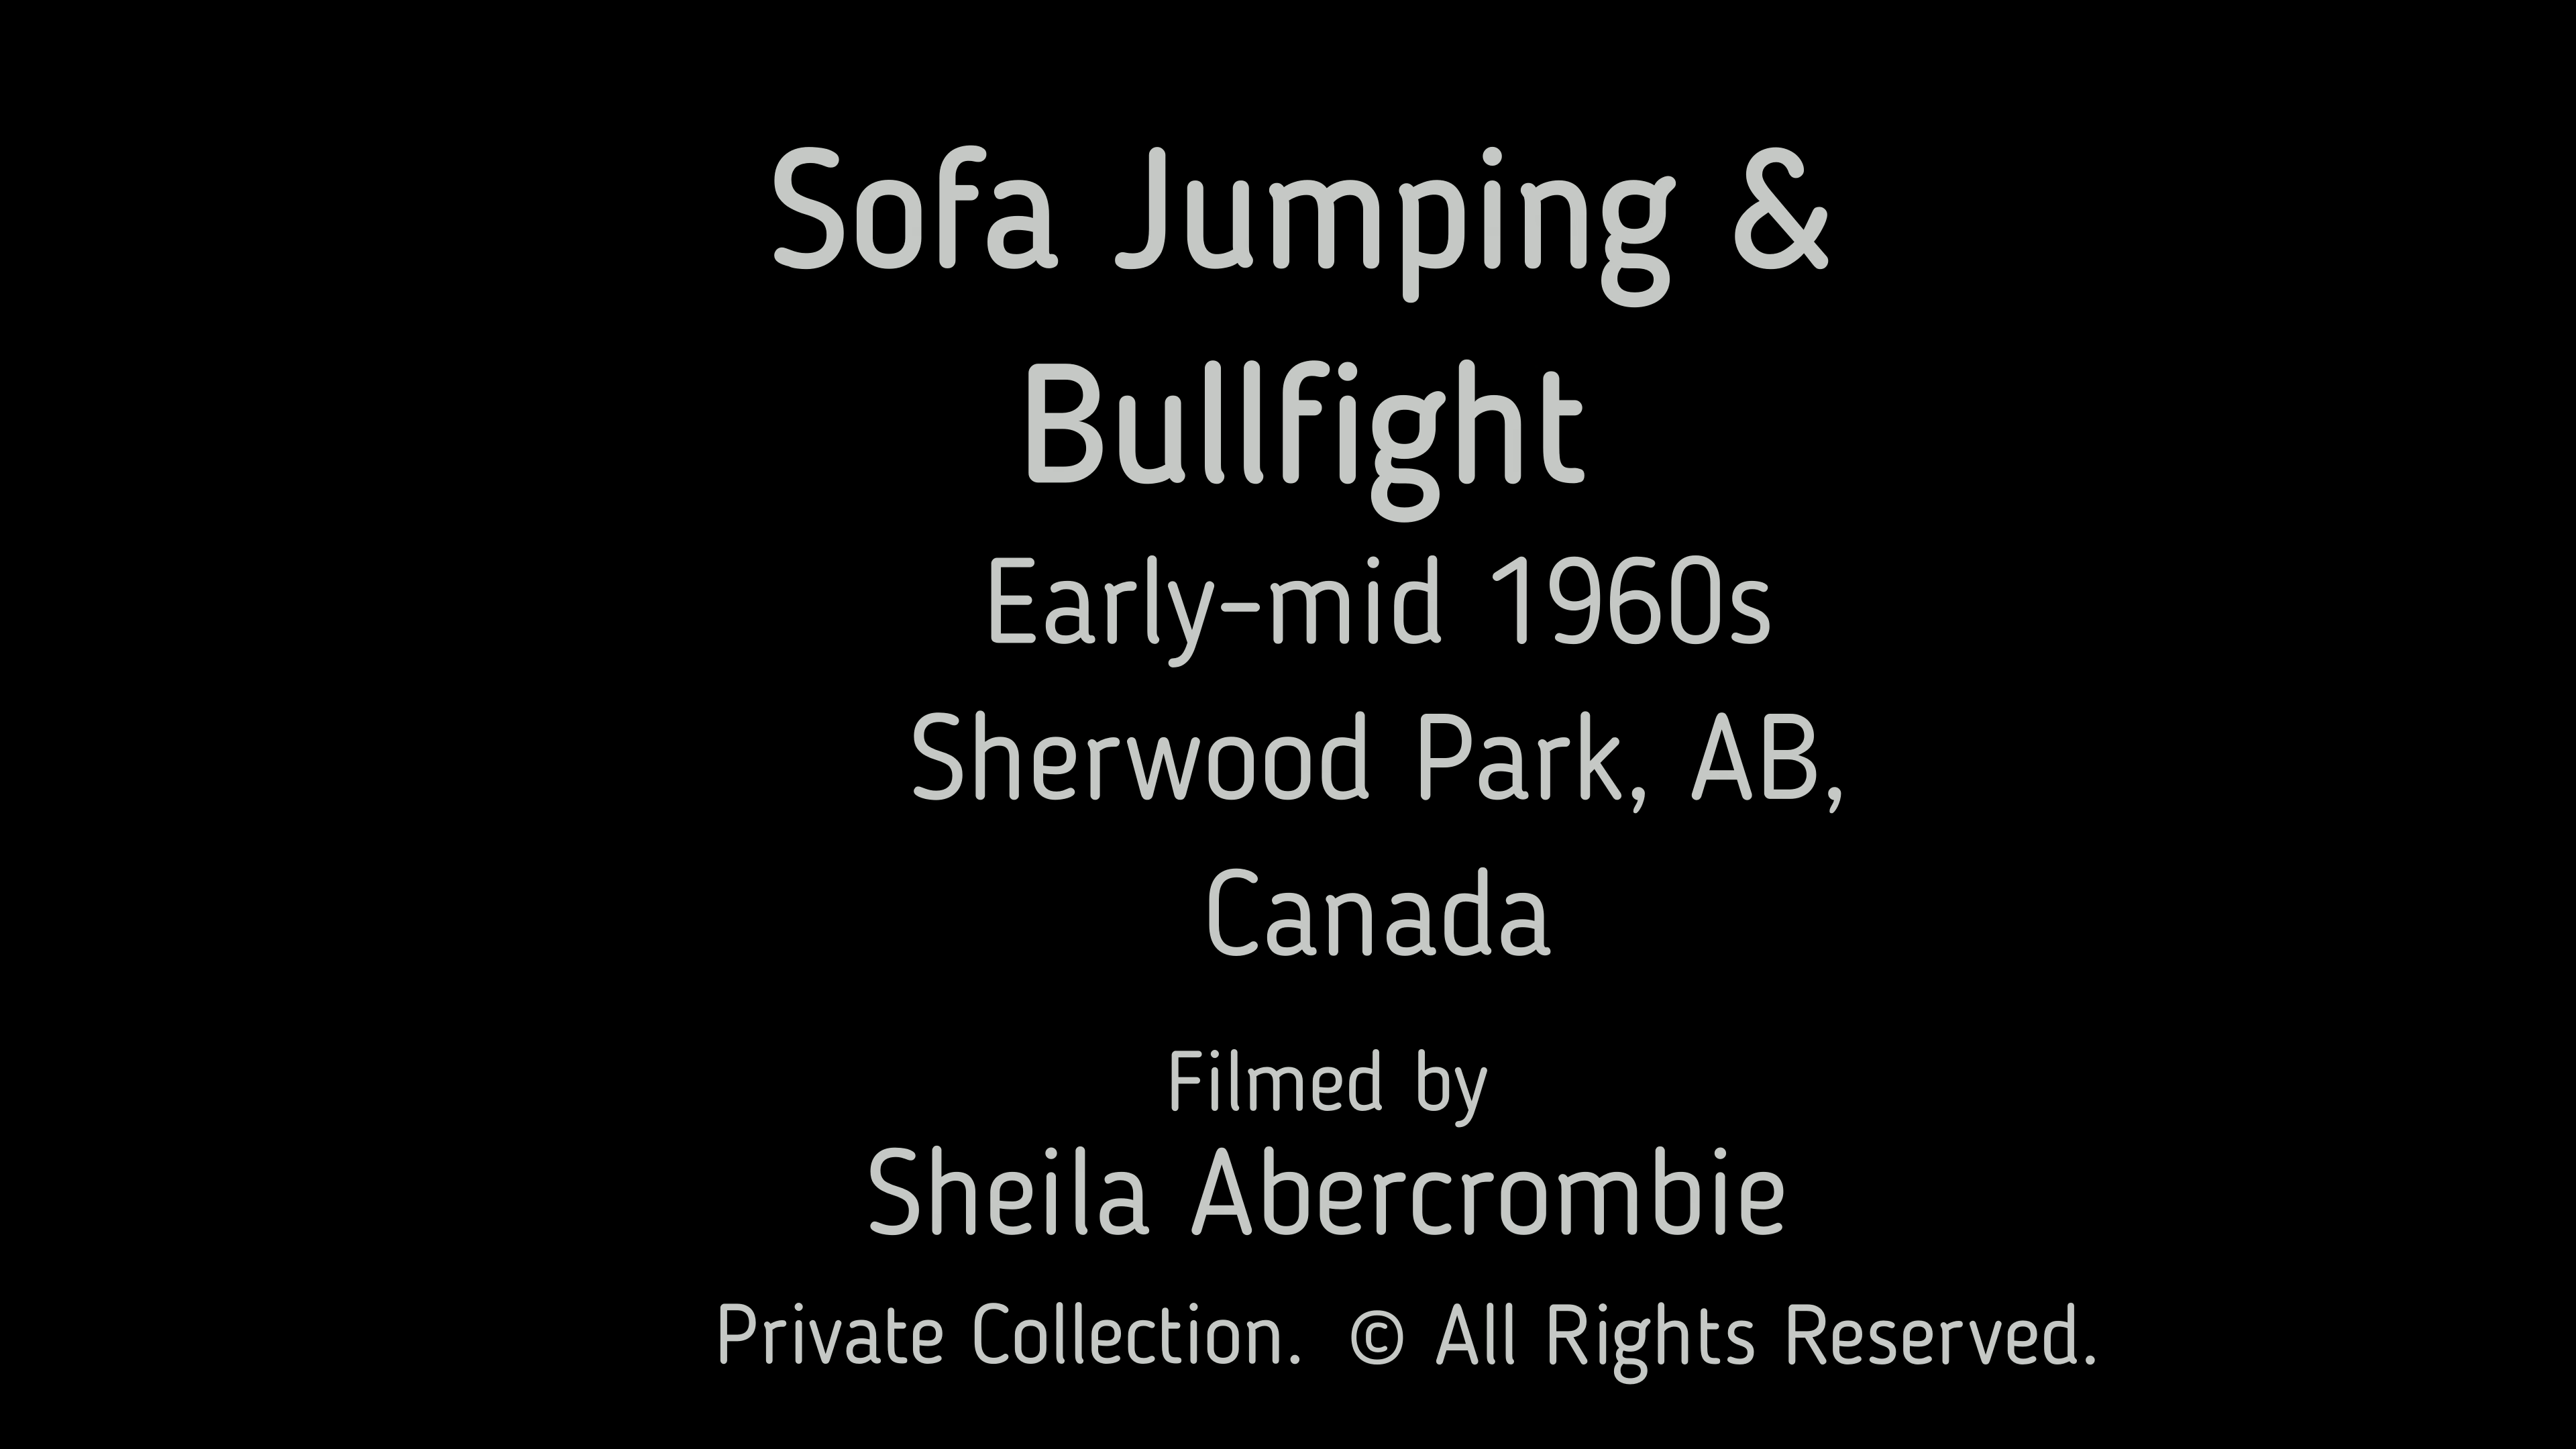 Sofa Jumping &
Bullfight
Early-mid 1960s
Sherwood Park, AB,
Canada
Filmed by
Sheila Abercrombie
Private Collection.  © All Rights Reserved.